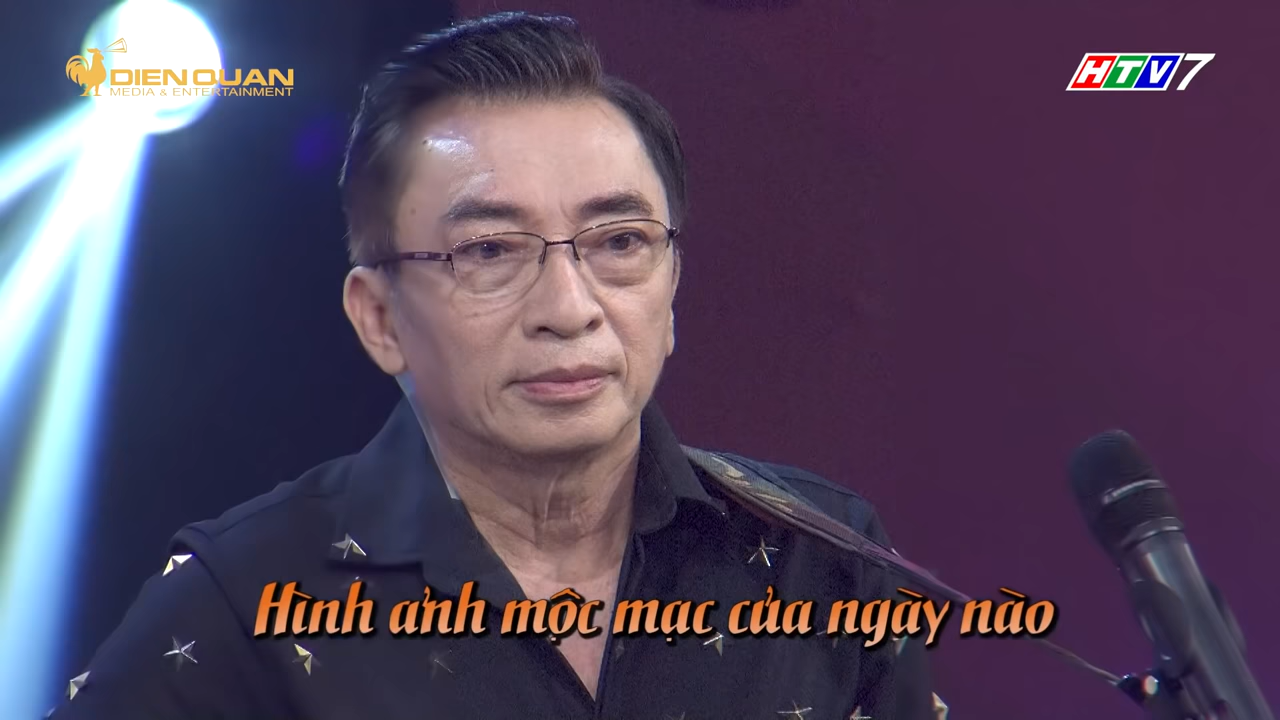 DIEN QUAN
MEDIA & ENTERTAINMENT
HTV7
Hình ảnh mộc mạc của ngày nào